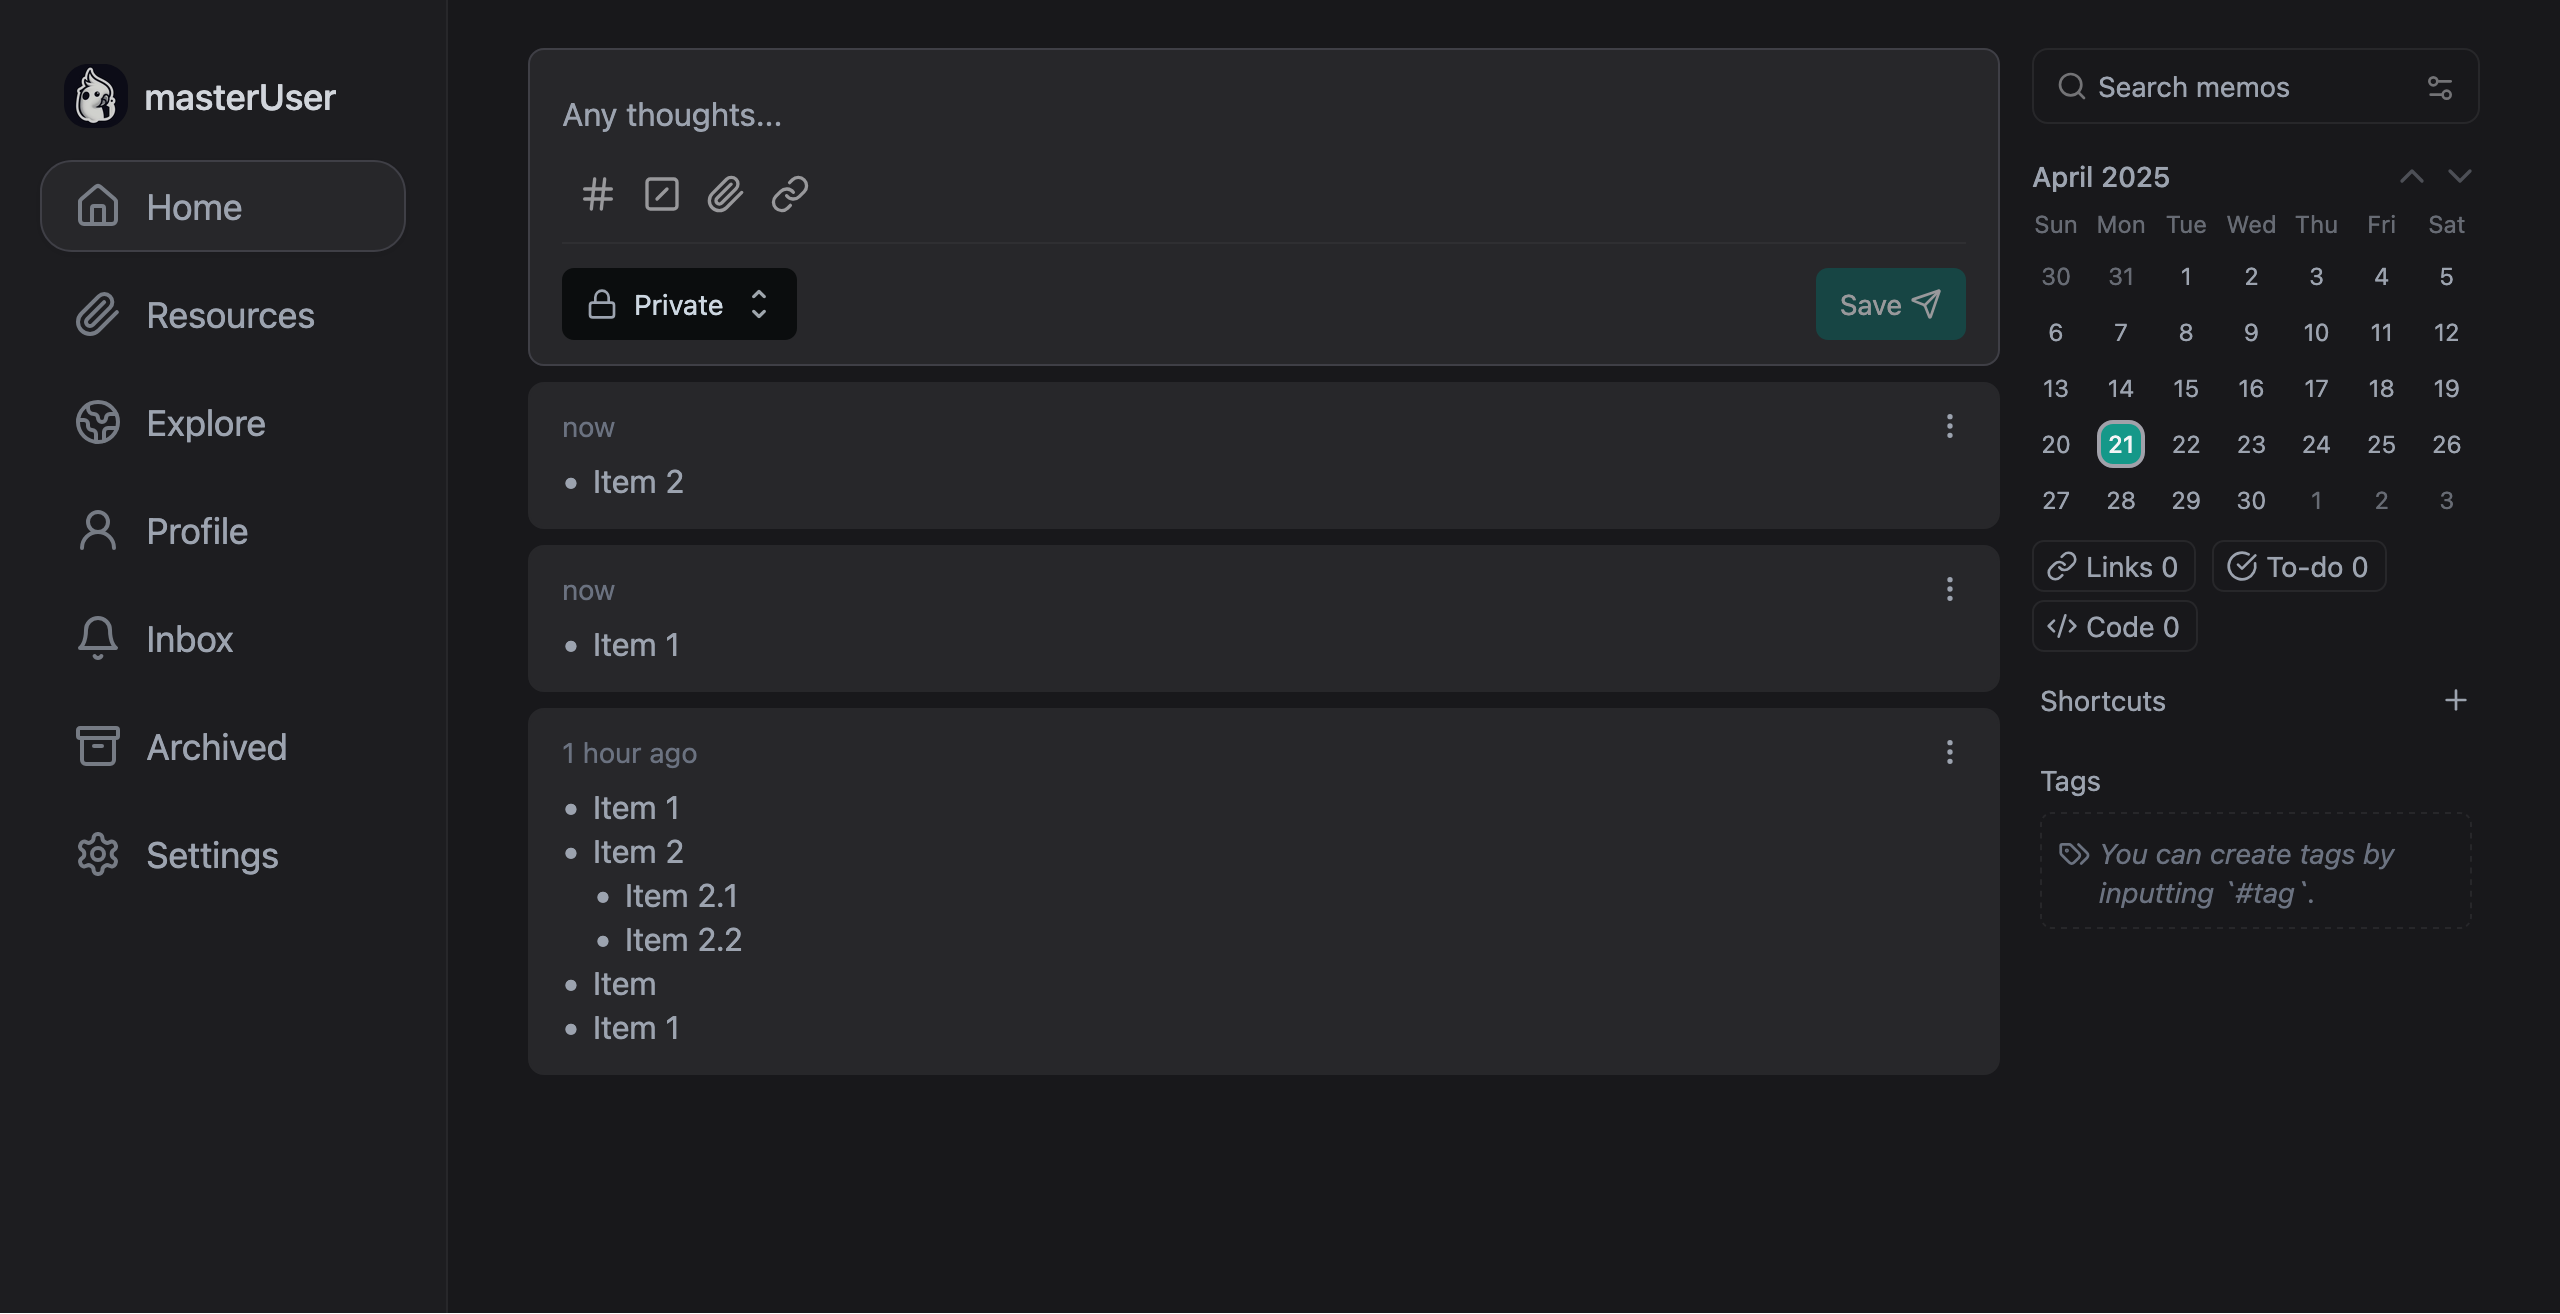 masterUser
Home
Resources
Explore
Profile
Inbox
Archived
Settings
Any thoughts...
Private
Save
now
• Item 2
now
• Item 1
1 hour ago
• Item 1
• Item 2
• Item 2.1
• Item 2.2
• Item
• Item 1
Search memos
April 2025
Sun Mon Tue Wed Thu Fri Sat
30 31 1 2 3 4 5
6 7 8 9 10 11 12
13 14 15 16 17 18 19
20 21 22 23 24 25 26
27 28 29 30 1 2 3
Links 0 To-do 0
Code 0
Shortcuts
Tags
You can create tags by
inputting `#tag`.